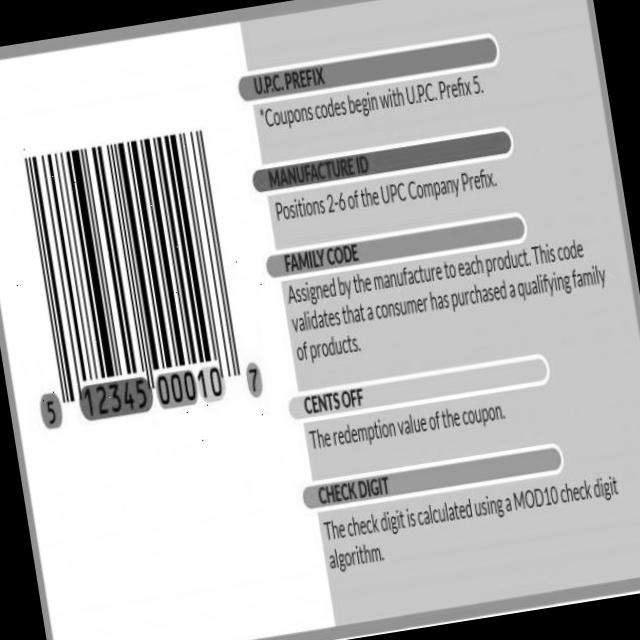 5 12345 00010 7
U.P.C. PREFIX
*Coupons codes begin with U.P.C. Prefix 5.
MANUFACTURE ID
Positions 2-6 of the UPC Company Prefix.
FAMILY CODE
Assigned by the manufacture to each product. This code
validates that a consumer has purchased a qualifying family
of products.
CENTS OFF
The redemption value of the coupon.
CHECK DIGIT
The check digit is calculated using a MOD10 check digit
algorithm.